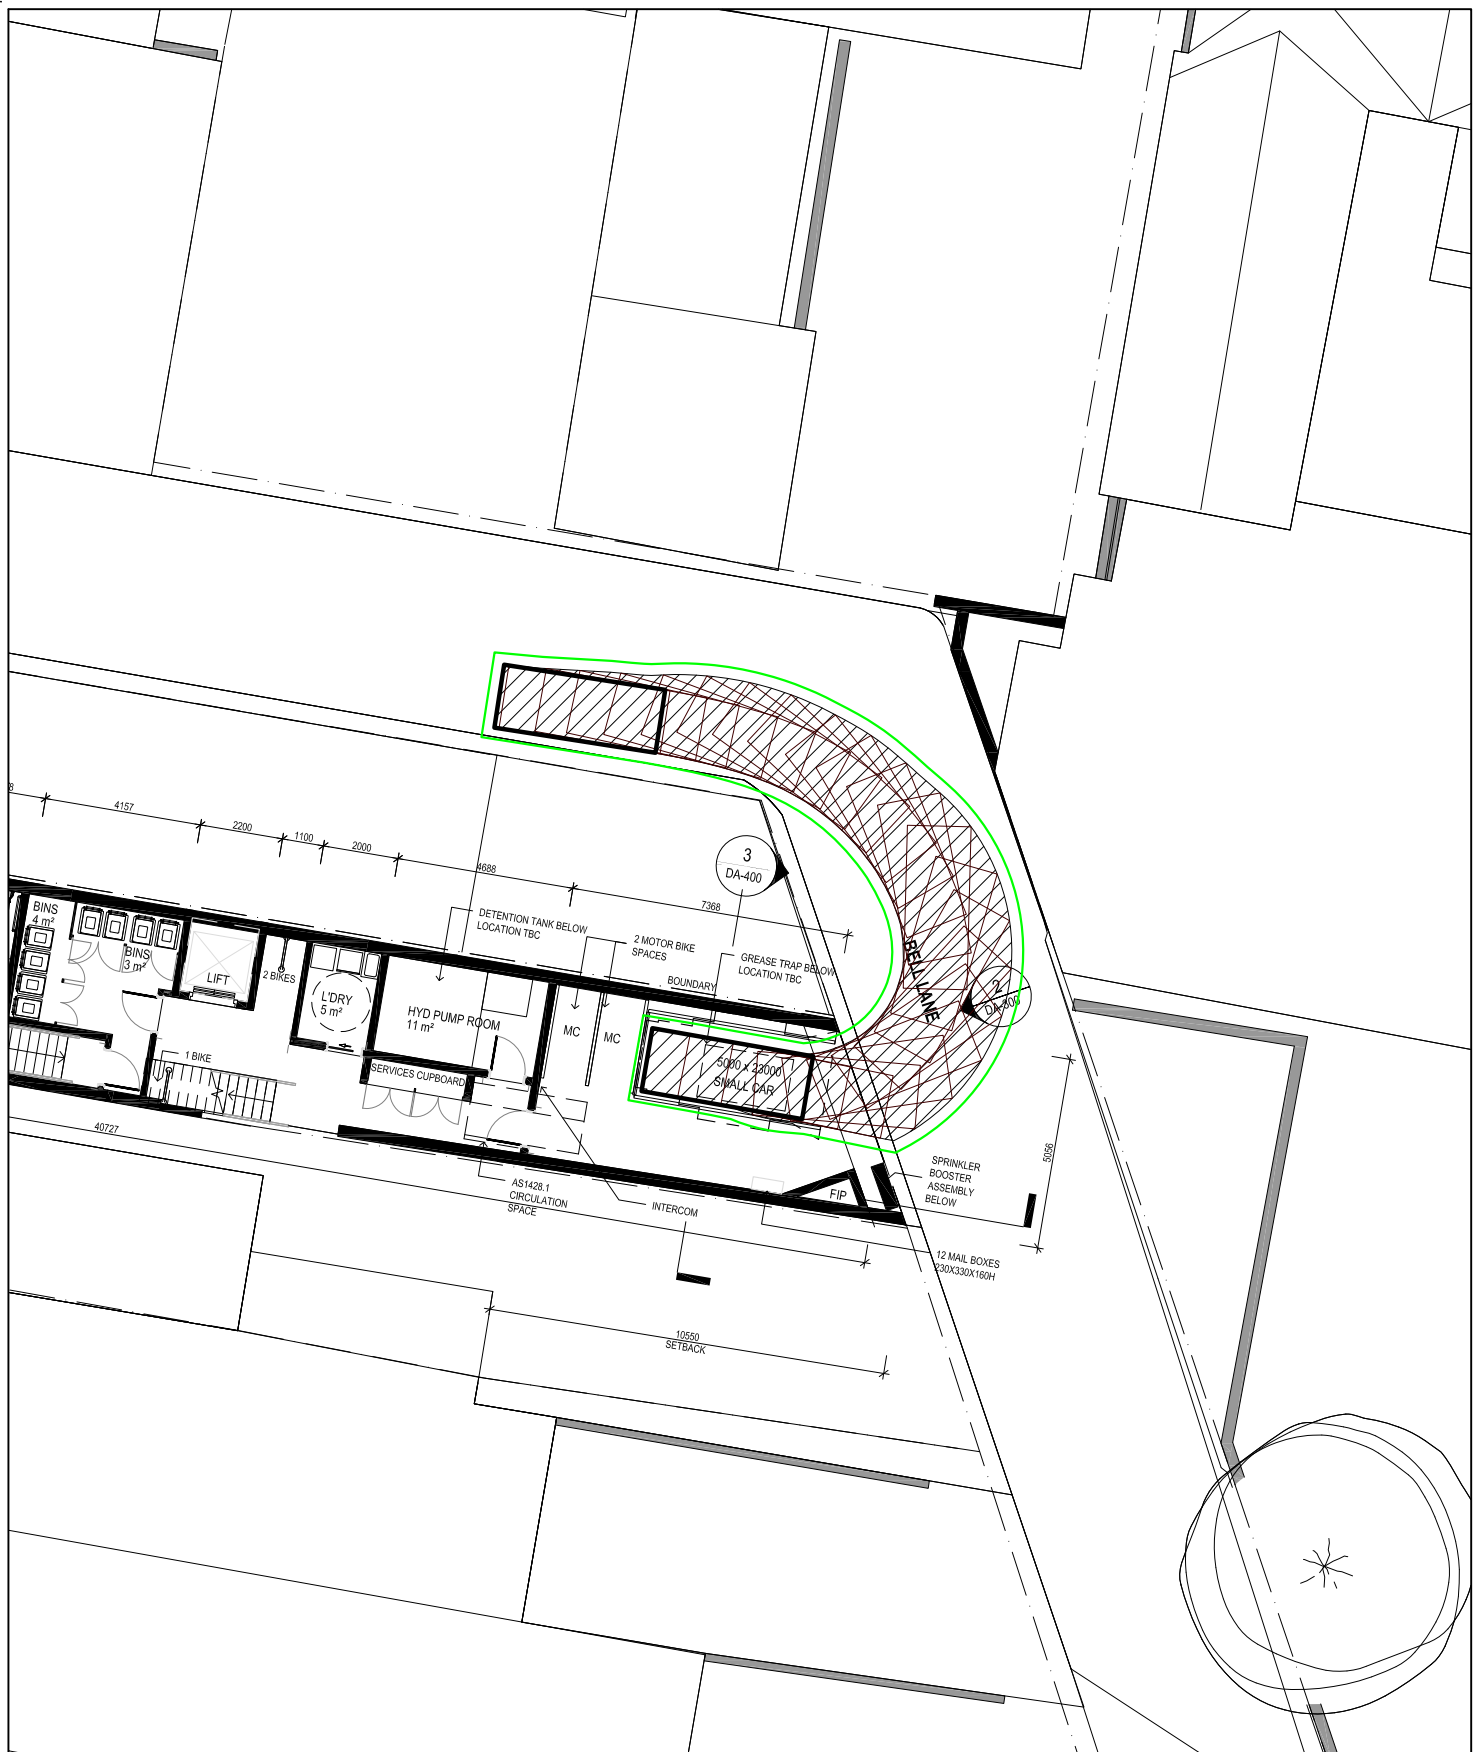 8
4157
2200
1100
2000
4688
7368
3
DA-400
BINS
4 m²
BINS
3 m²
LIFT
2 BIKES
L'DRY
5 m²
DETENTION TANK BELOW
LOCATION TBC
2 MOTOR BIKE
SPACES
BOUNDARY
GREASE TRAP BELOW
LOCATION TBC
BELL LANE
2
HYD PUMP ROOM
11 m²
MC
MC
1 BIKE
SERVICES CUPBOARD
5000 x 23000
SMALL CAR
40727
5056
AS1428.1
CIRCULATION
SPACE
INTERCOM
FIP
SPRINKLER
BOOSTER
ASSEMBLY
BELOW
12 MAIL BOXES
230X330X160H
10550
SETBACK